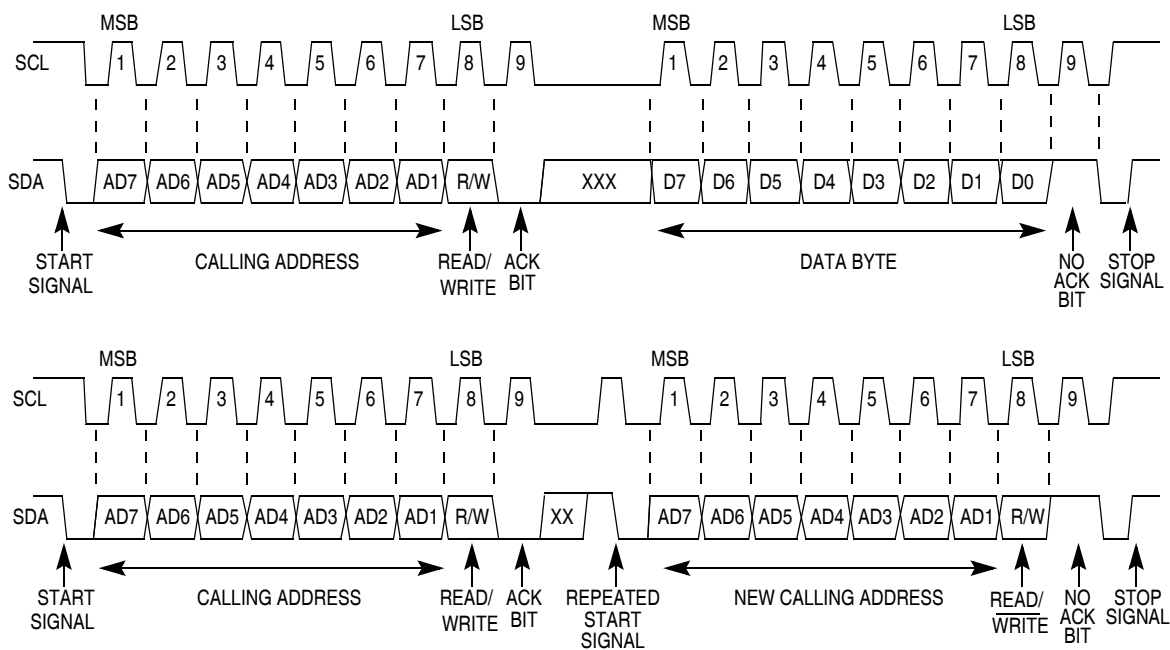 MSB LSB MSB LSB
SCL 1 2 3 4 5 6 7 8 9 1 2 3 4 5 6 7 8 9
SDA AD7 AD6 AD5 AD4 AD3 AD2 AD1 R/W XXX D7 D6 D5 D4 D3 D2 D1 D0
START SIGNAL
CALLING ADDRESS
READ/
WRITE
ACK
BIT
DATA BYTE
NO
ACK
BIT
STOP
SIGNAL
MSB LSB MSB LSB
SCL 1 2 3 4 5 6 7 8 9 1 2 3 4 5 6 7 8 9
SDA AD7 AD6 AD5 AD4 AD3 AD2 AD1 R/W XX AD7 AD6 AD5 AD4 AD3 AD2 AD1 R/W
START
SIGNAL
CALLING ADDRESS
READ/
WRITE
ACK
BIT
REPEATED
START
SIGNAL
NEW CALLING ADDRESS
READ/
WRITE
NO
ACK
BIT
STOP
SIGNAL